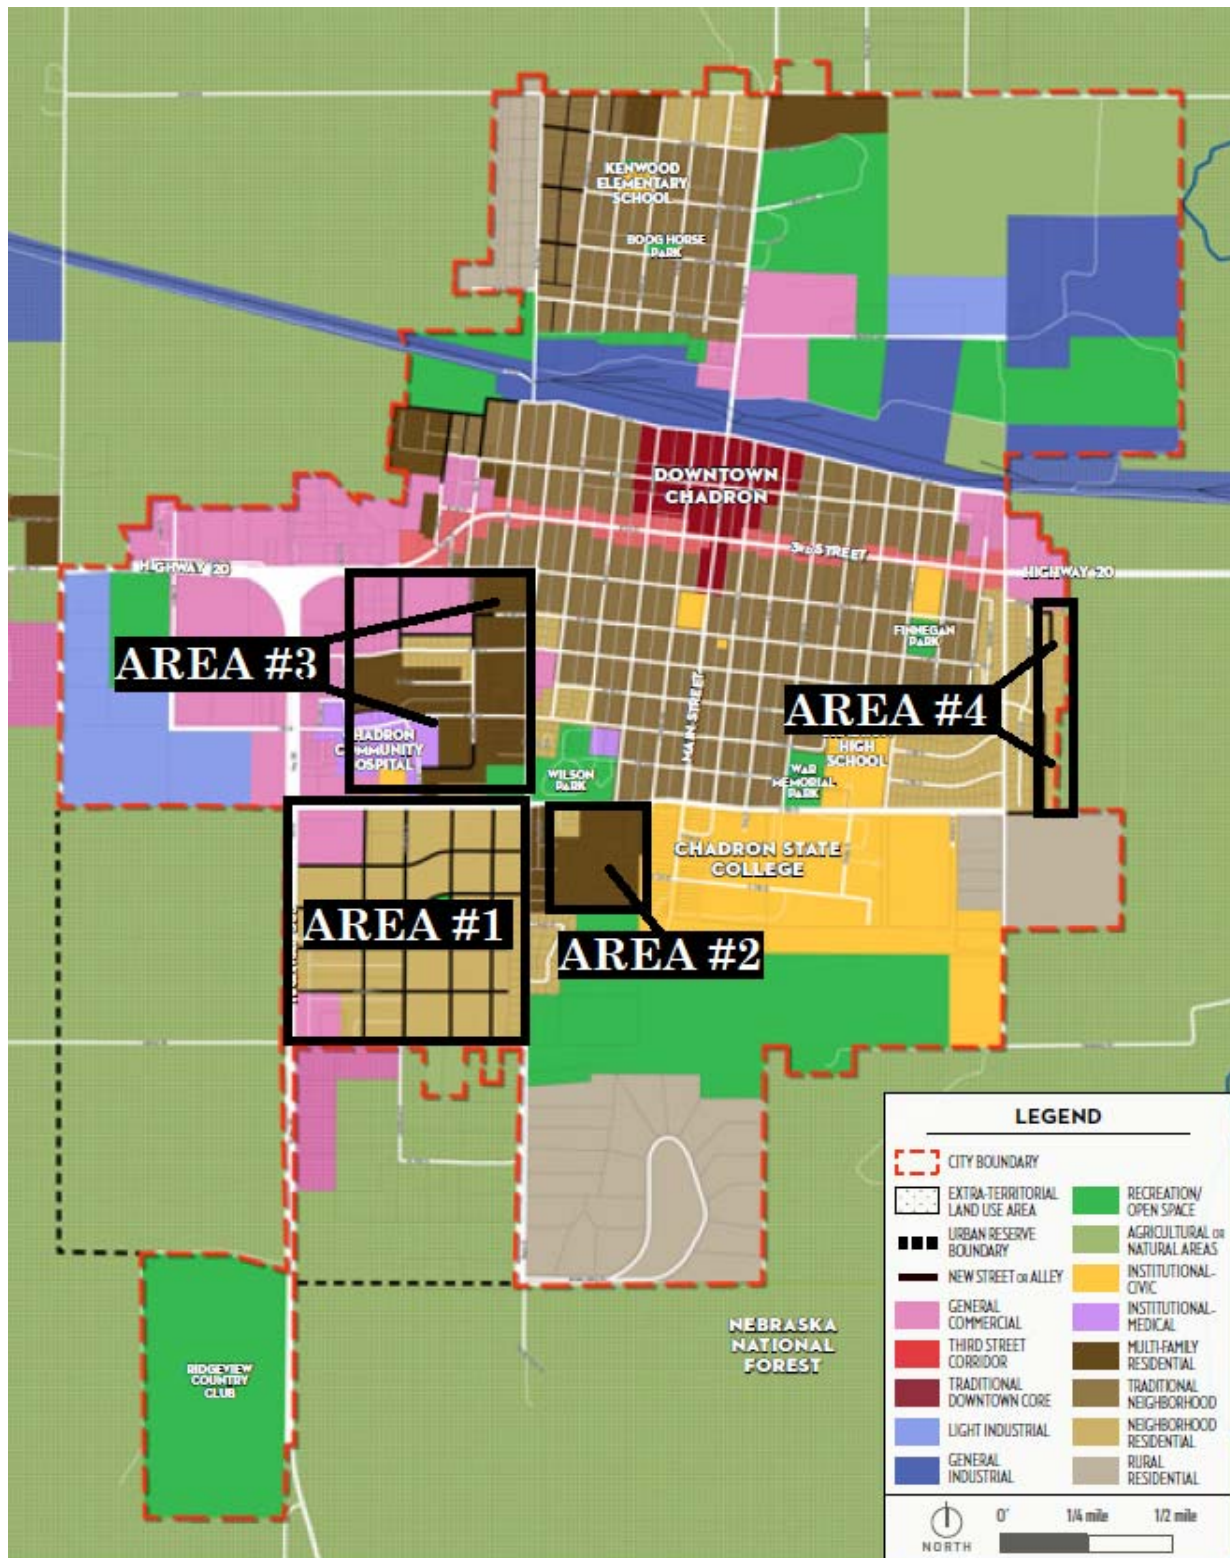 KENWOOD
ELEMENTARY
SCHOOL
BOOG HORSE
PARK
DOWNTOWN
CHADRON
3RD STREET
HIGHWAY 20
HIGHWAY 20
FINNEGAN
PARK
AREA #3
AREA #4
MAIN STREET
CHADRON
COMMUNITY
HOSPITAL
HIGH
SCHOOL
WILSON
PARK
WAR
MEMORIAL
PARK
CHADRON STATE
COLLEGE
AREA #1
AREA #2
NEBRASKA
NATIONAL
FOREST
RIDGEVIEW
COUNTRY
CLUB
LEGEND
CITY BOUNDARY
EXTRA-TERRITORIAL
LAND USE AREA
URBAN RESERVE
BOUNDARY
NEW STREET OR ALLEY
GENERAL
COMMERCIAL
THIRD STREET
CORRIDOR
TRADITIONAL
DOWNTOWN CORE
LIGHT INDUSTRIAL
GENERAL
INDUSTRIAL
RECREATION/
OPEN SPACE
AGRICULTURAL OR
NATURAL AREAS
INSTITUTIONAL-
CIVIC
INSTITUTIONAL-
MEDICAL
MULTI-FAMILY
RESIDENTIAL
TRADITIONAL
NEIGHBORHOOD
NEIGHBORHOOD
RESIDENTIAL
RURAL
RESIDENTIAL
NORTH
0' 1/4 mile 1/2 mile